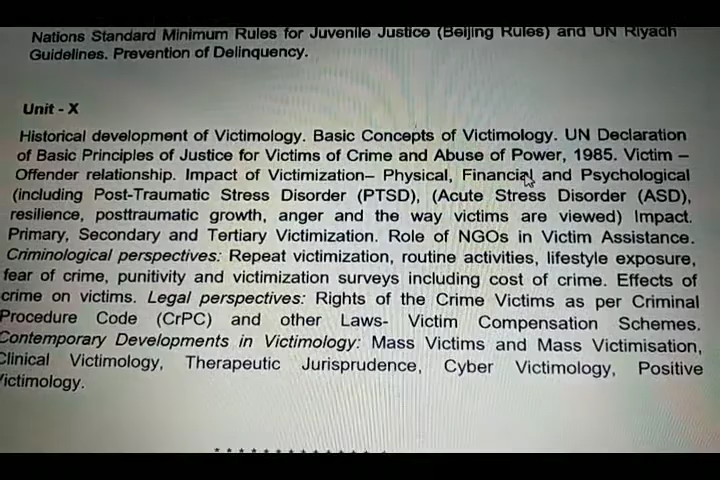 Nations Standard Minimum Rules for Juvenile Justice (Beijing Rules) and UN Riyadh
Guidelines. Prevention of Delinquency.
Unit - X
Historical development of Victimology. Basic Concepts of Victimology. UN Declaration
of Basic Principles of Justice for Victims of Crime and Abuse of Power, 1985. Victim –
Offender relationship. Impact of Victimization– Physical, Financial and Psychological
(including Post-Traumatic Stress Disorder (PTSD), (Acute Stress Disorder (ASD),
resilience, posttraumatic growth, anger and the way victims are viewed) Impact.
Primary, Secondary and Tertiary Victimization. Role of NGOs in Victim Assistance.
Criminological perspectives: Repeat victimization, routine activities, lifestyle exposure,
fear of crime, punitivity and victimization surveys including cost of crime. Effects of
crime on victims. Legal perspectives: Rights of the Crime Victims as per Criminal
Procedure Code (CrPC) and other Laws- Victim Compensation Schemes.
Contemporary Developments in Victimology: Mass Victims and Mass Victimisation,
Clinical Victimology, Therapeutic Jurisprudence, Cyber Victimology, Positive
Victimology.
* * * * * * * * * * * * * *